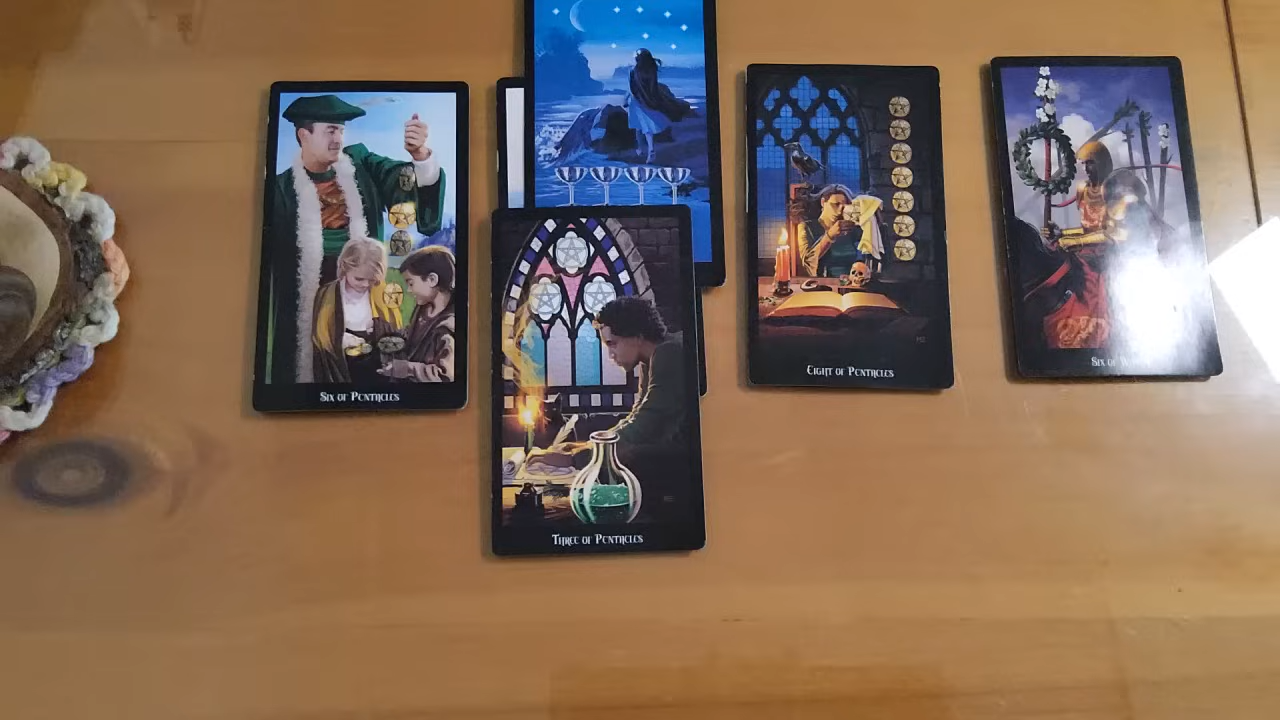 Six of Pentacles
Three of Pentacles
Eight of Pentacles
Six of